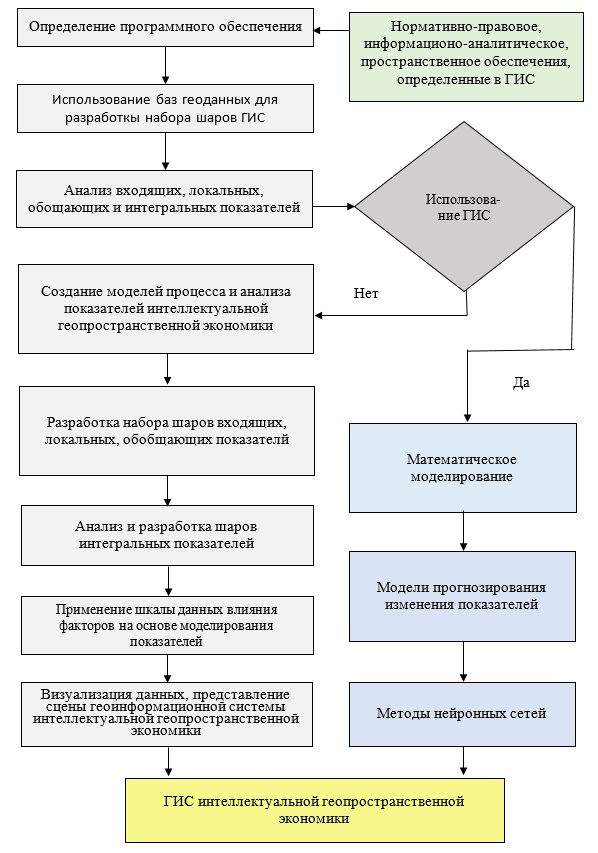 Определение программного обеспечения
Нормативно-правовое,
информационо-аналитическое,
пространственное обеспечения,
определенные в ГИС
Использование баз геоданных для
разработкы набора шаров ГИС
Анализ входящих, локальных,
обощающих и интегральных показателей
Использова-
ние ГИС
Создание моделей процесса и анализа
показателей интеллектуальной
геопространственной экономики
Нет
Да
Разработка набора шаров входящих,
локальных, обобщающих показателй
Математическое
моделирование
Анализ и разработка шаров
интегральных показателей
Модели прогнозирования
изменения показателей
Применение шкалы данных влияния
факторов на основе моделирования
показателей
Визуализация данных, представление
сцены геоинформационной системы
интеллектуальной геопространственной
экономики
Методы нейронных сетей
ГИС интеллектуальной геопространственной
экономики